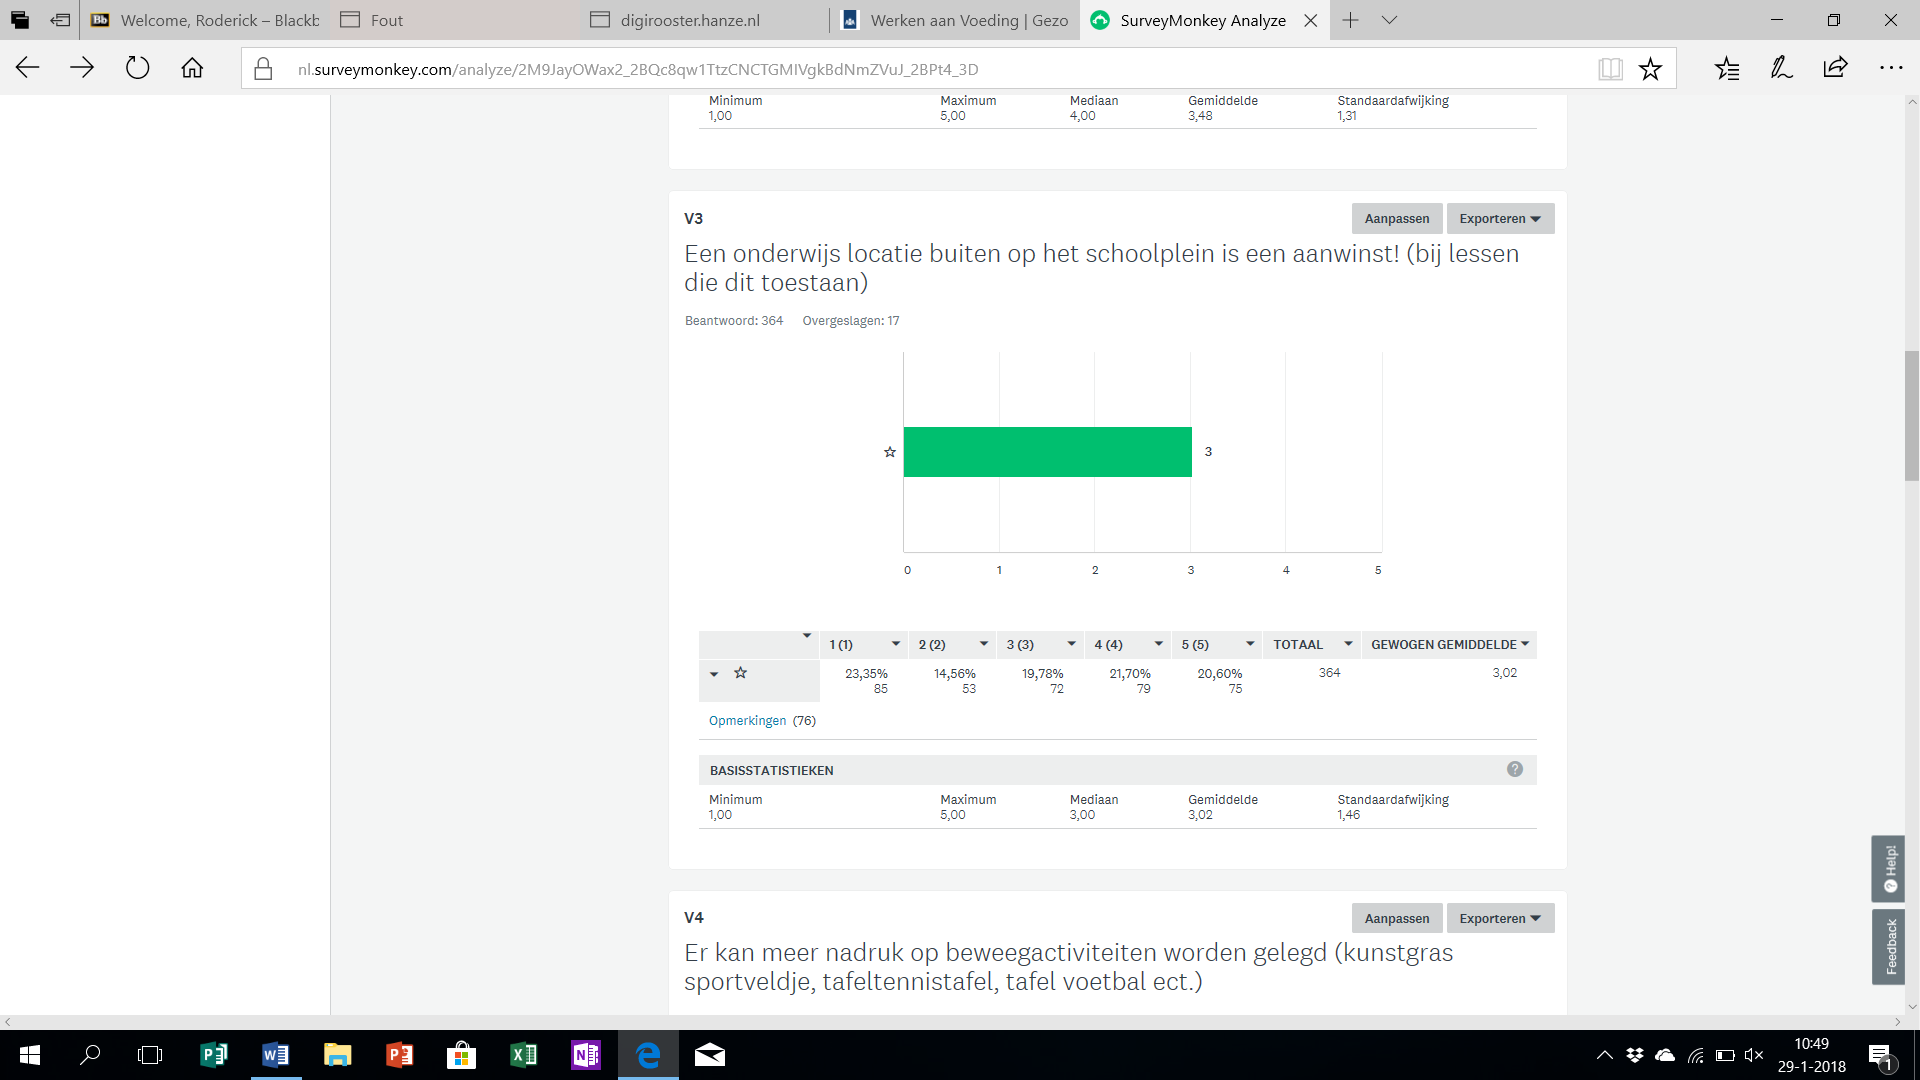 Welcome, Roderick – Blackb
Fout
digirooster.hanze.nl
Werken aan Voeding | Gezo
SurveyMonkey Analyze
nl.surveymonkey.com/analyze/2M9JayOWax2_2BQc8qw1TtzCNCTGMIVgkBdNmZVuJ_2BPt4_3D
Minimum Maximum Mediaan Gemiddelde Standaardafwijking
1,00 5,00 4,00 3,48 1,31
V3
Aanpassen Exporteren
Een onderwijs locatie buiten op het schoolplein is een aanwinst! (bij lessen
die dit toestaan)
Beantwoord: 364 Overgeslagen: 17
3
0 1 2 3 4 5
1 (1) 2 (2) 3 (3) 4 (4) 5 (5) TOTAAL GEWOGEN GEMIDDELDE
23,35% 14,56% 19,78% 21,70% 20,60% 364 3,02
85 53 72 79 75
Opmerkingen (76)
BASISSTATISTIEKEN
?
Minimum Maximum Mediaan Gemiddelde Standaardafwijking
1,00 5,00 3,00 3,02 1,46
Help!
Feedback
V4
Aanpassen Exporteren
Er kan meer nadruk op beweegactiviteiten worden gelegd (kunstgras
sportveldje, tafeltennistafel, tafel voetbal ect.)
10:49
29-1-2018
1